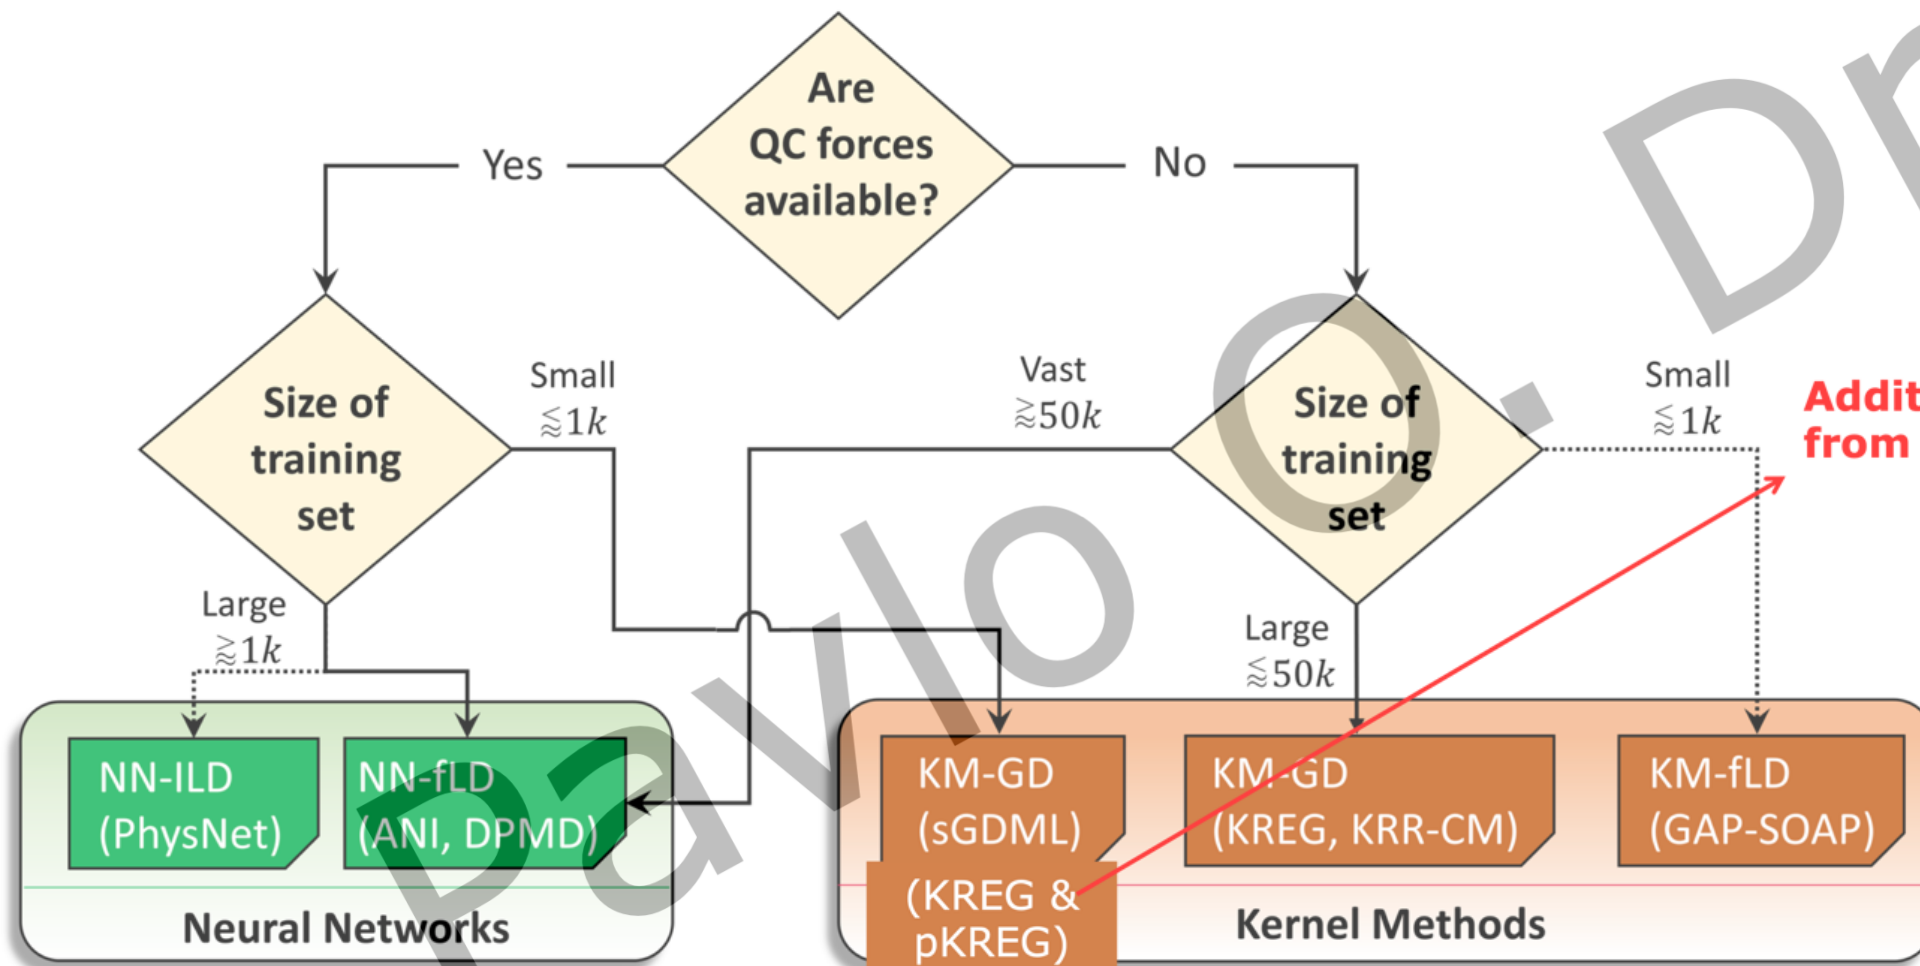 Are
QC forces
available?
Yes
No
Size of
training
set
Small
⪅1k
Vast
⪆50k
Size of
training
set
Small
⪅1k
Addit
from
Large
⪆1k
Large
⪅50k
NN-lLD
(PhysNet)
NN-fLD
(ANI, DPMD)
KM-GD
(sGDML)
(KREG &
pKREG)
KM-GD
(KREG, KRR-CM)
KM-fLD
(GAP-SOAP)
Neural Networks
Kernel Methods
Pavlo O. Dr